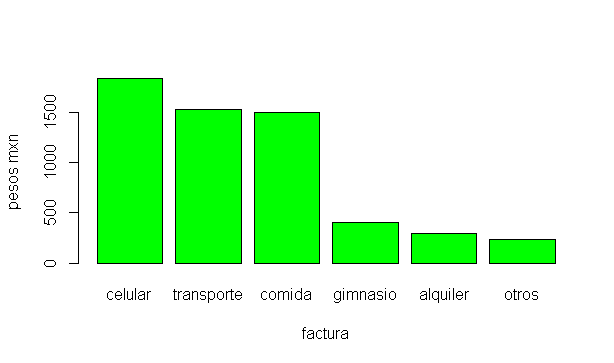 pesos mxn
1500
1000
500
0
celular transporte comida gimnasio alquiler otros
factura